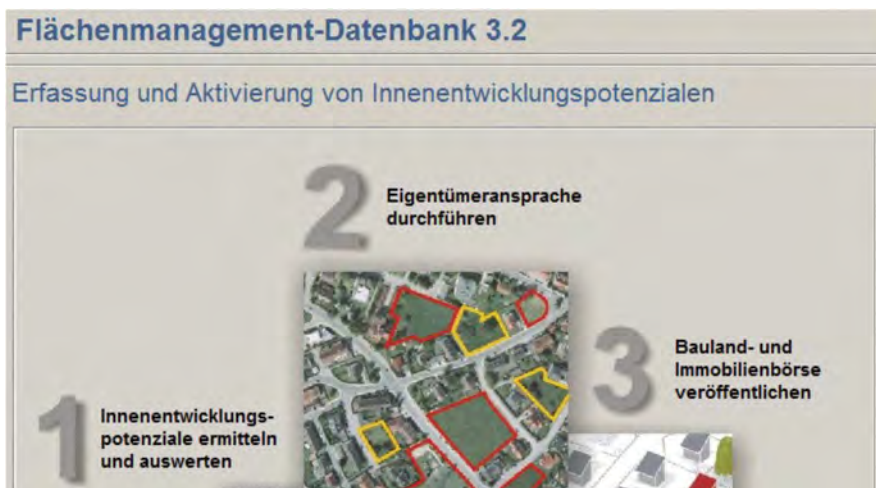 Flächenmanagement-Datenbank 3.2
Erfassung und Aktivierung von Innenentwicklungspotenzialen
2
Eigentümeransprache
durchführen
3
Bauland- und
Immobilienbörse
veröffentlichen
1
Innenentwicklungs-
potenziale ermitteln
und auswerten